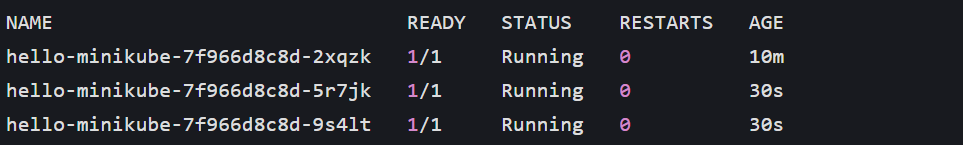 NAME READY STATUS RESTARTS AGE
hello-minikube-7f966d8c8d-2xqzk 1/1 Running 0 10m
hello-minikube-7f966d8c8d-5r7jk 1/1 Running 0 30s
hello-minikube-7f966d8c8d-9s4lt 1/1 Running 0 30s